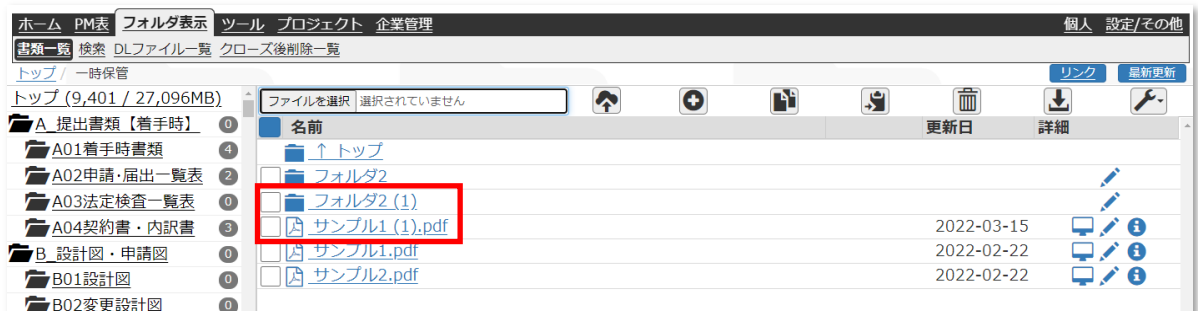 ホーム PM表 フォルダ表示 ツール プロジェクト 企業管理 個人 設定/その他
書類一覧 検索 DLファイル一覧 クローズ後削除一覧
トップ / 一時保管 リンク 最新更新
トップ (9,401 / 27,096MB) ファイルを選択 選択されていません
A_提出書類【着手時】 0 名前 更新日 詳細
A01着手時書類 4 ↑ トップ
A02申請・届出一覧表 2 フォルダ2
A03法定検査一覧表 0 フォルダ2 (1)
A04契約書・内訳書 3 サンプル1 (1).pdf 2022-03-15
B_設計図・申請図 0 サンプル1.pdf 2022-02-22
B01設計図 0 サンプル2.pdf 2022-02-22
B02変更設計図 0